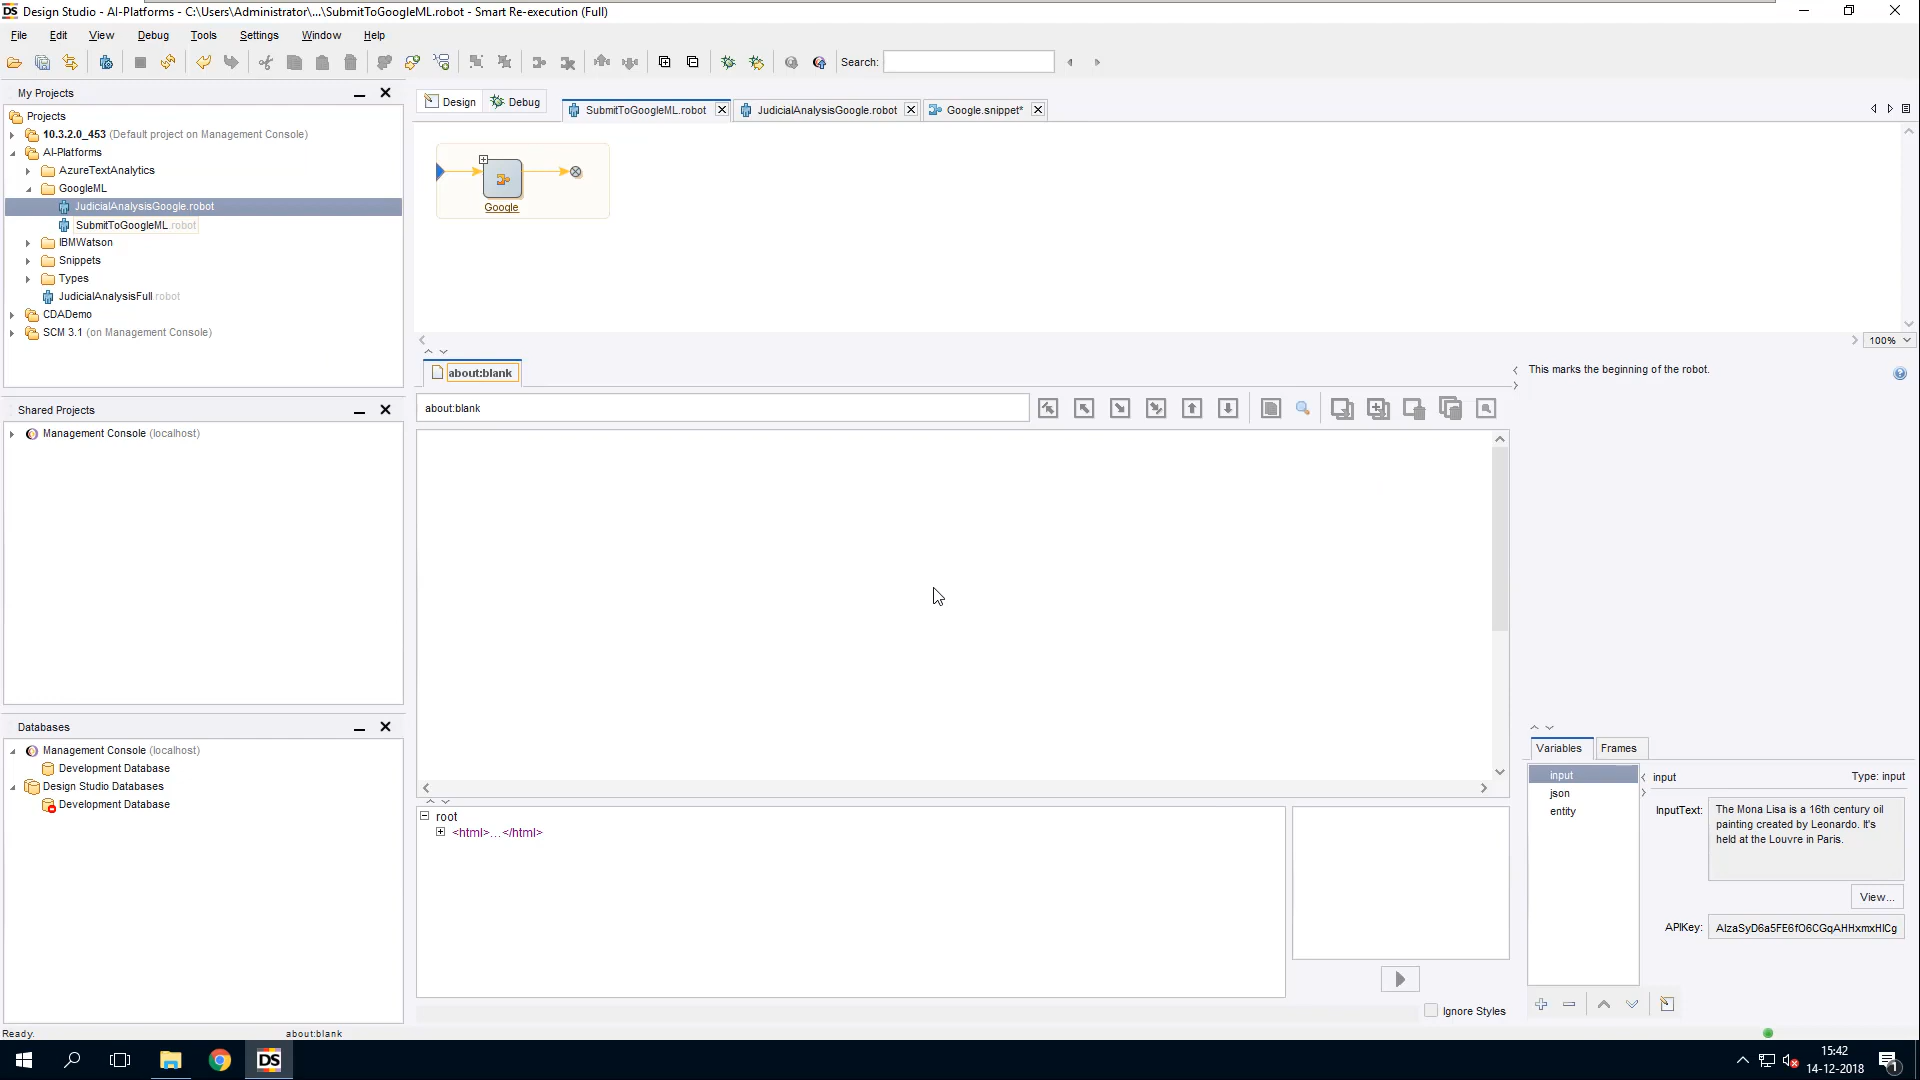 DS Design Studio - AI-Platforms - C:\Users\Administrator\...\SubmitToGoogleML.robot - Smart Re-execution (Full)
File Edit View Debug Tools Settings Window Help
Search:
My Projects
Projects
10.3.2.0_453 (Default project on Management Console)
AI-Platforms
AzureTextAnalytics
GoogleML
JudicialAnalysisGoogle.robot
SubmitToGoogleML.robot
IBMWatson
Snippets
Types
JudicialAnalysisFull.robot
CDADemo
SCM 3.1 (on Management Console)
Shared Projects
Management Console (localhost)
Databases
Management Console (localhost)
Development Database
Design Studio Databases
Development Database
Design Debug SubmitToGoogleML.robot JudicialAnalysisGoogle.robot Google.snippet*
Google
100%
about:blank
about:blank
root
<html>...</html>
Ignore Styles
This marks the beginning of the robot.
Variables Frames
input
json
entity
input Type: input
InputText: The Mona Lisa is a 16th century oil
painting created by Leonardo. It's
held at the Louvre in Paris.
View...
APIKey:
Ready. about:blank
DS
15:42
14-12-2018
1